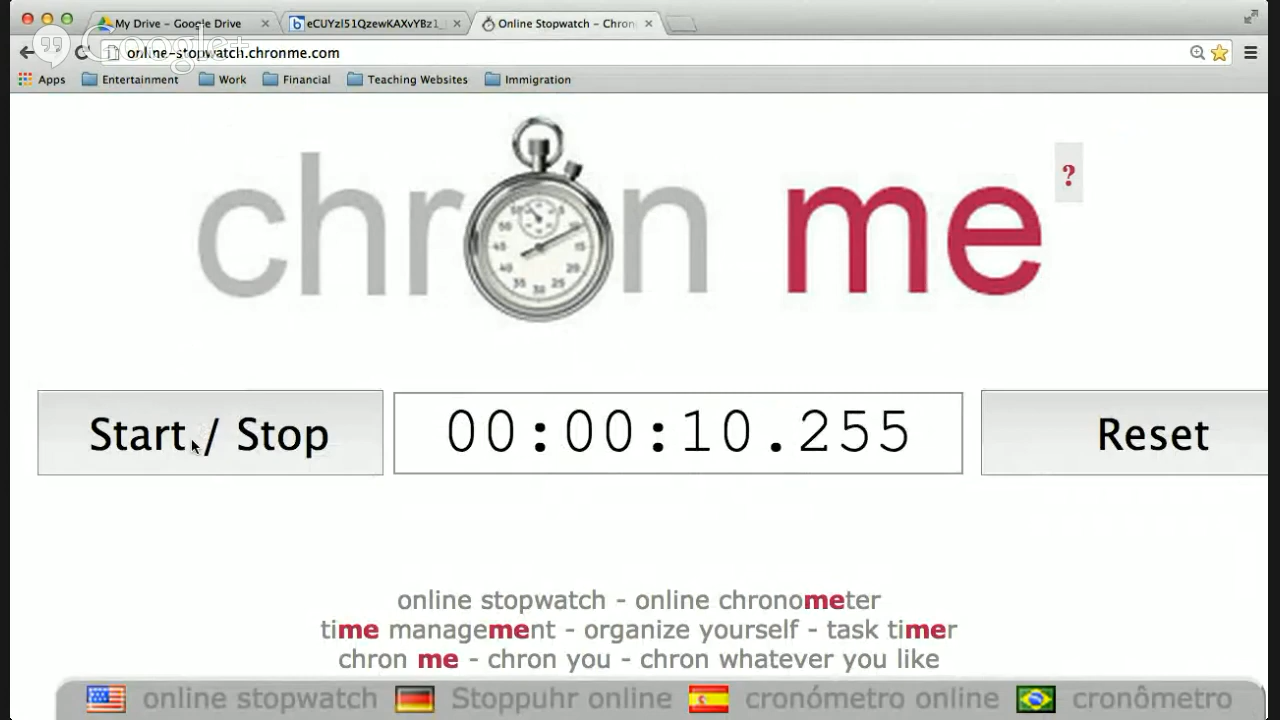 My Drive – Google Drive
eCUYzI51QzewKAXvYBz1_
Online Stopwatch – Chron
Google+
online-stopwatch.chronme.com
Apps Entertainment Work Financial Teaching Websites Immigration
chron me ?
Start / Stop 00:00:10.255 Reset
online stopwatch - online chronometer
time management - organize yourself - task timer
chron me - chron you - chron whatever you like
online stopwatch Stoppuhr online cronómetro online cronômetro